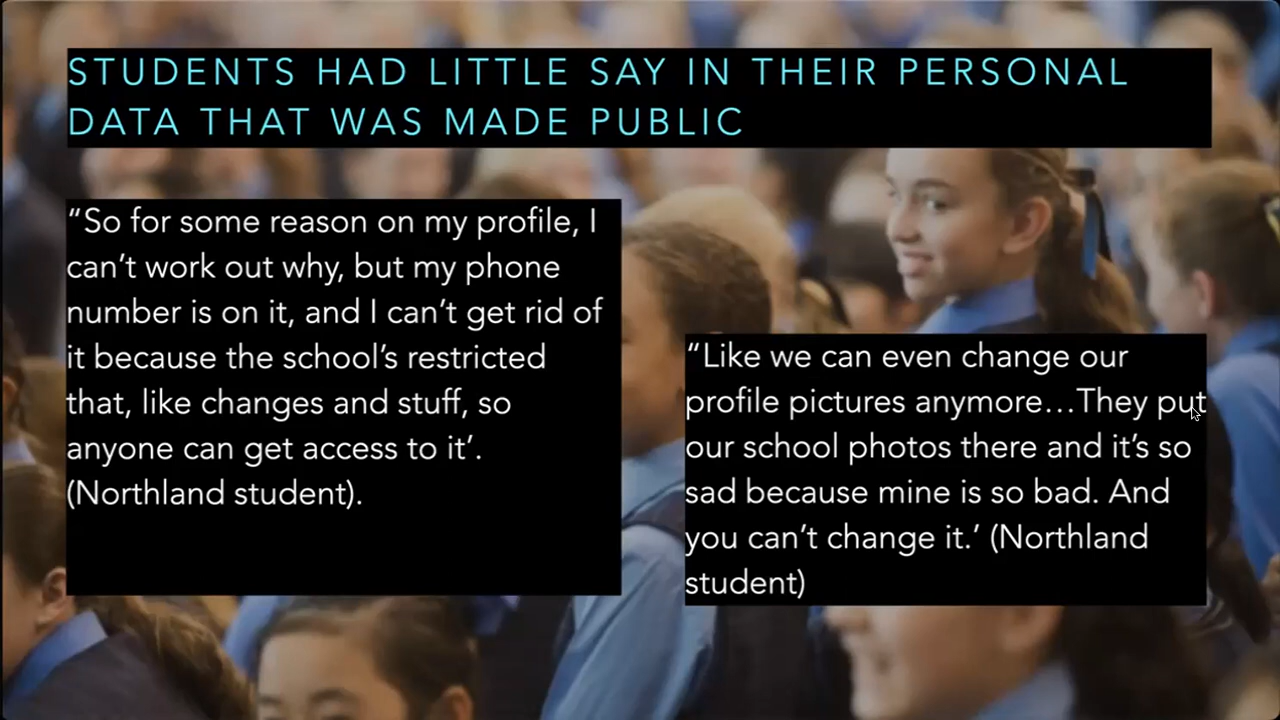 STUDENTS HAD LITTLE SAY IN THEIR PERSONAL
DATA THAT WAS MADE PUBLIC
“So for some reason on my profile, I
can’t work out why, but my phone
number is on it, and I can’t get rid of
it because the school’s restricted
that, like changes and stuff, so
anyone can get access to it’.
(Northland student).
“Like we can even change our
profile pictures anymore…They put
our school photos there and it’s so
sad because mine is so bad. And
you can’t change it.’ (Northland
student)